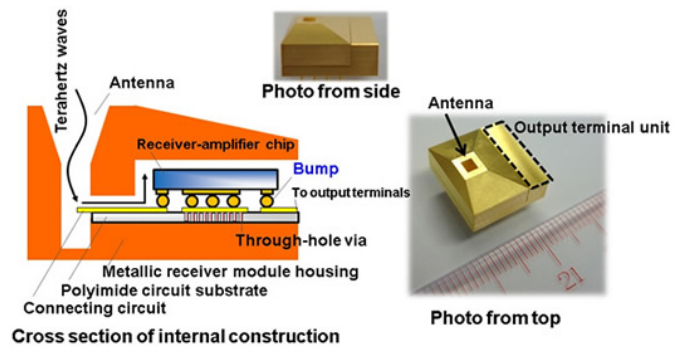 Terahertz waves
Antenna
Receiver-amplifier chip
Bump
To output terminals
Through-hole via
Metallic receiver module housing
Polyimide circuit substrate
Connecting circuit
Cross section of internal construction
Photo from side
Antenna
Output terminal unit
21
Photo from top